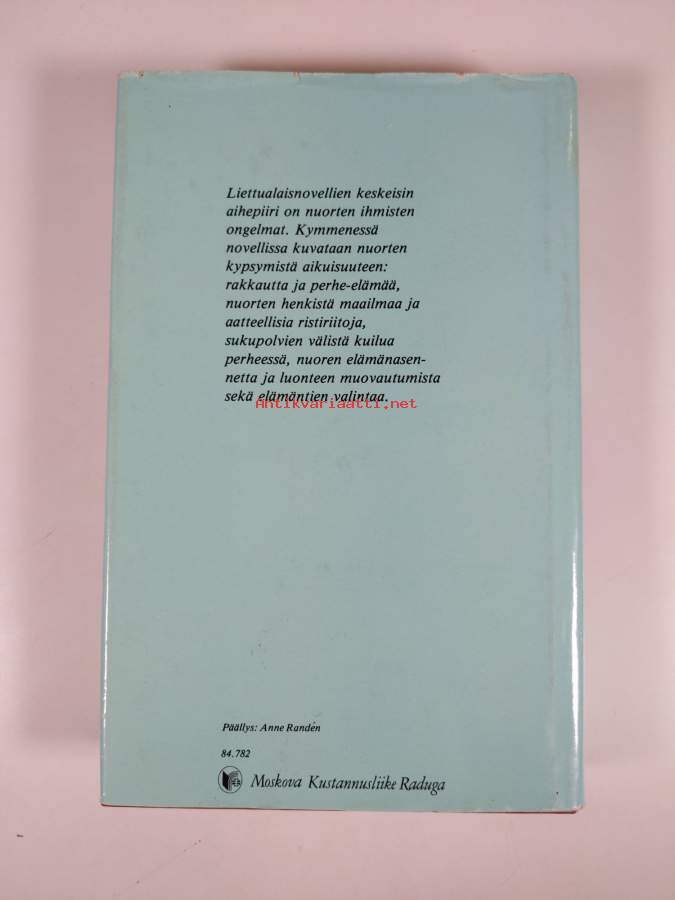 Liettualaisnovellien keskeisin
aihepiiri on nuorten ihmisten
ongelmat. Kymmenessä
novellissa kuvataan nuorten
kypsymistä aikuisuuteen:
rakkautta ja perhe-elämää,
nuorten henkistä maailmaa ja
aatteellisia ristiriitoja,
sukupolvien välistä kuilua
perheessä, nuoren elämänasen-
netta ja luonteen muovautumista
sekä elämäntien valintaa.
Antikvariaatti.net
Päällys: Anne Randén
84.782
Moskova Kustannusliike Raduga